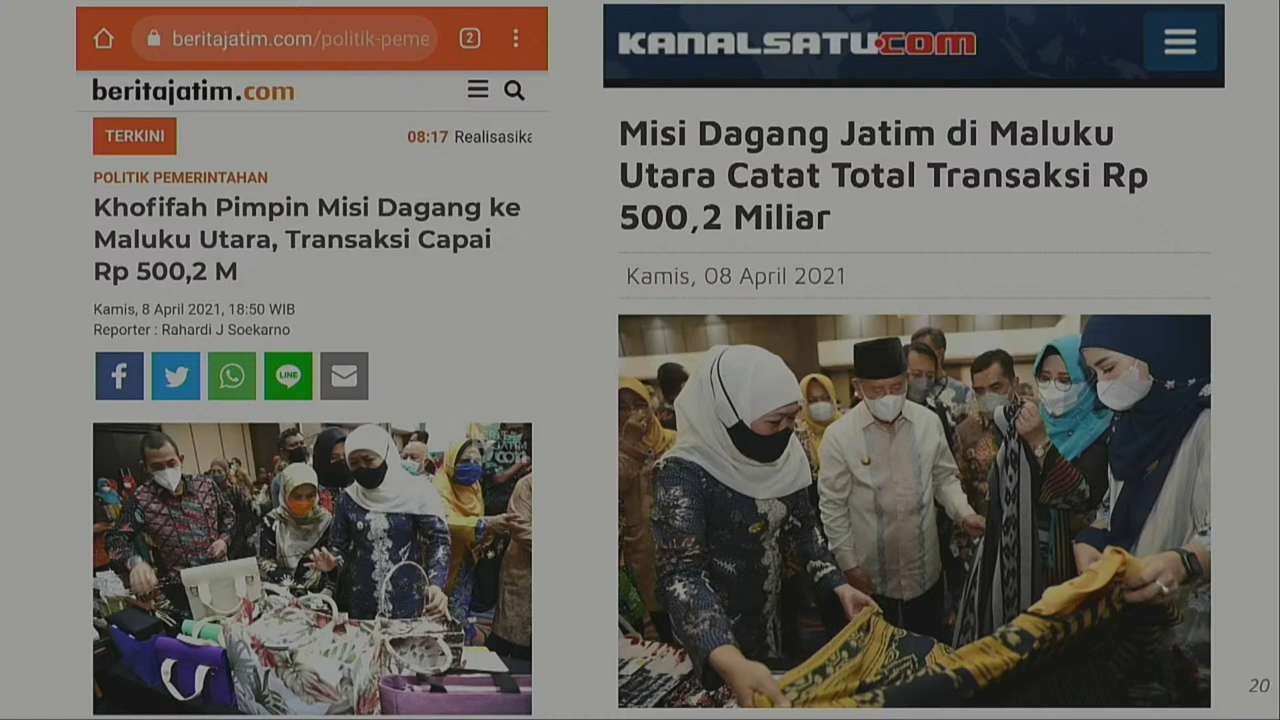 beritajatim.com/politik-peme
2
beritajatim.com
TERKINI
08:17 Realisasika
POLITIK PEMERINTAHAN
Khofifah Pimpin Misi Dagang ke
Maluku Utara, Transaksi Capai
Rp 500,2 M
Kamis, 8 April 2021, 18:50 WIB
Reporter : Rahardi J Soekarno
LINE
KANALSATU.COM
Misi Dagang Jatim di Maluku
Utara Catat Total Transaksi Rp
500,2 Miliar
Kamis, 08 April 2021
20